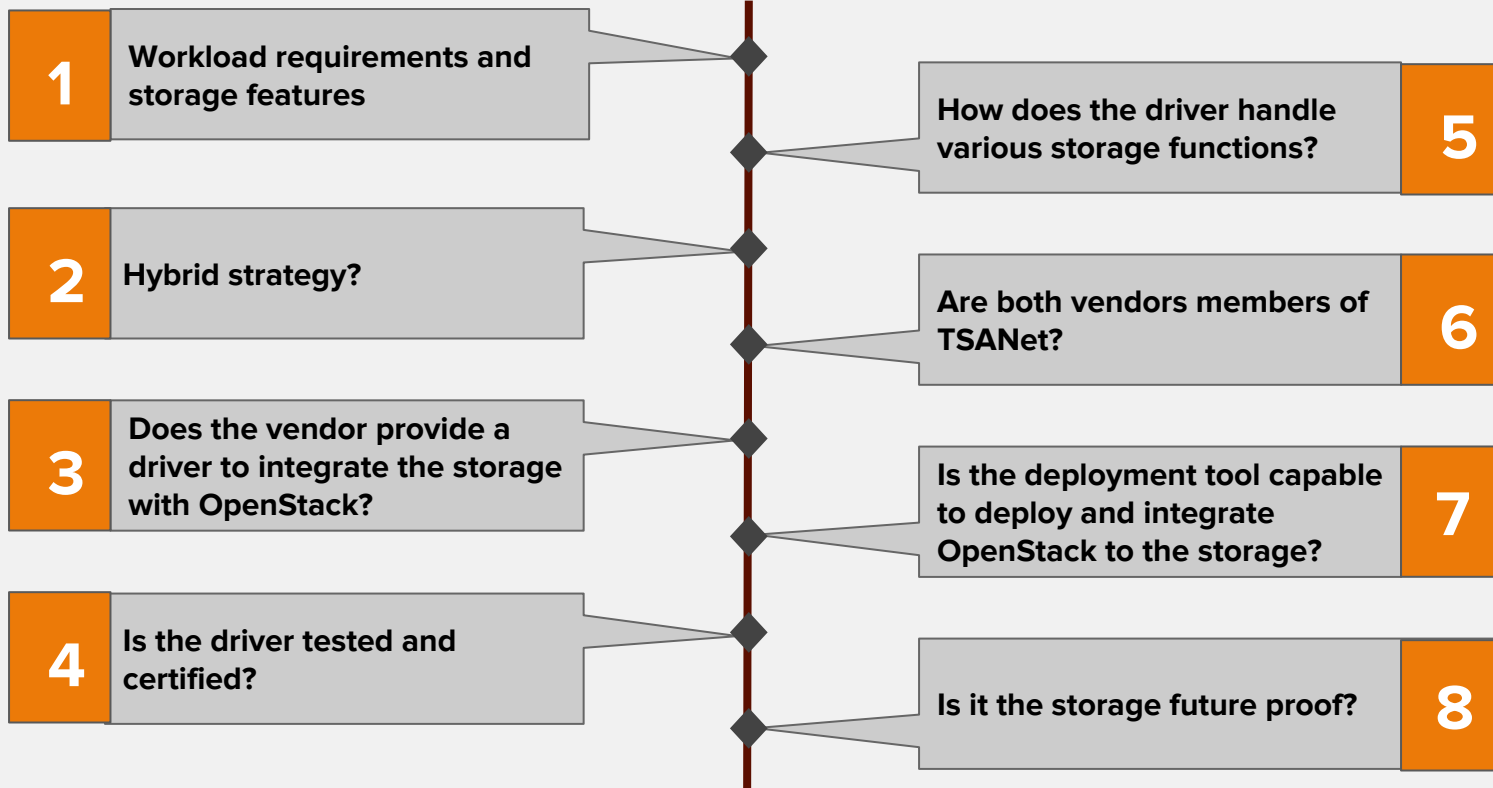 1
Workload requirements and
storage features
2
Hybrid strategy?
3
Does the vendor provide a
driver to integrate the storage
with OpenStack?
4
Is the driver tested and
certified?
5
How does the driver handle
various storage functions?
6
Are both vendors members of
TSANet?
7
Is the deployment tool capable
to deploy and integrate
OpenStack to the storage?
8
Is it the storage future proof?